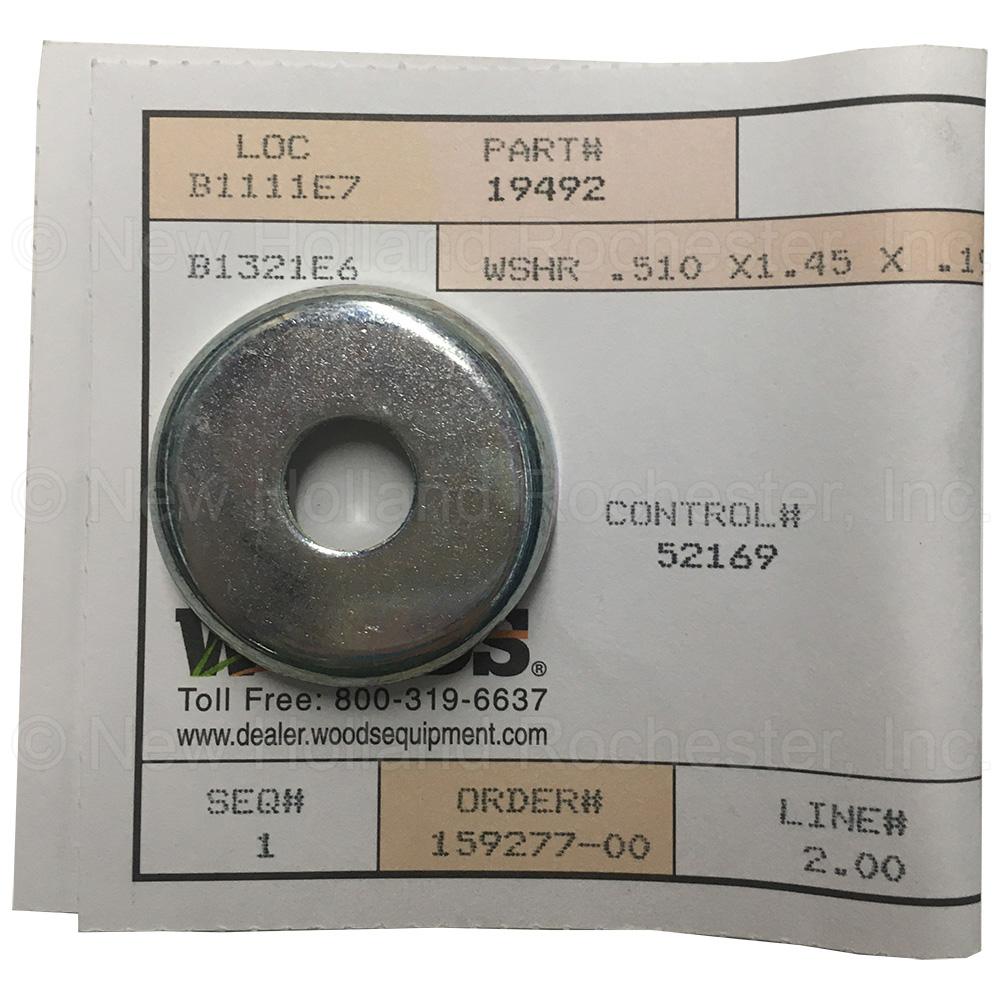 LOC PART#
B1111E7 19492
© New Holland Rochester, Inc.
B1321E6 WSHR .510 X1.45 X .19
© New Holland Rochester, Inc.
CONTROL#
52169
WOODS®
Toll Free: 800-319-6637
www.dealer.woodsequipment.com
© New Holland Rochester, Inc.
SEQ# ORDER# LINE#
1 159277-00 2.00